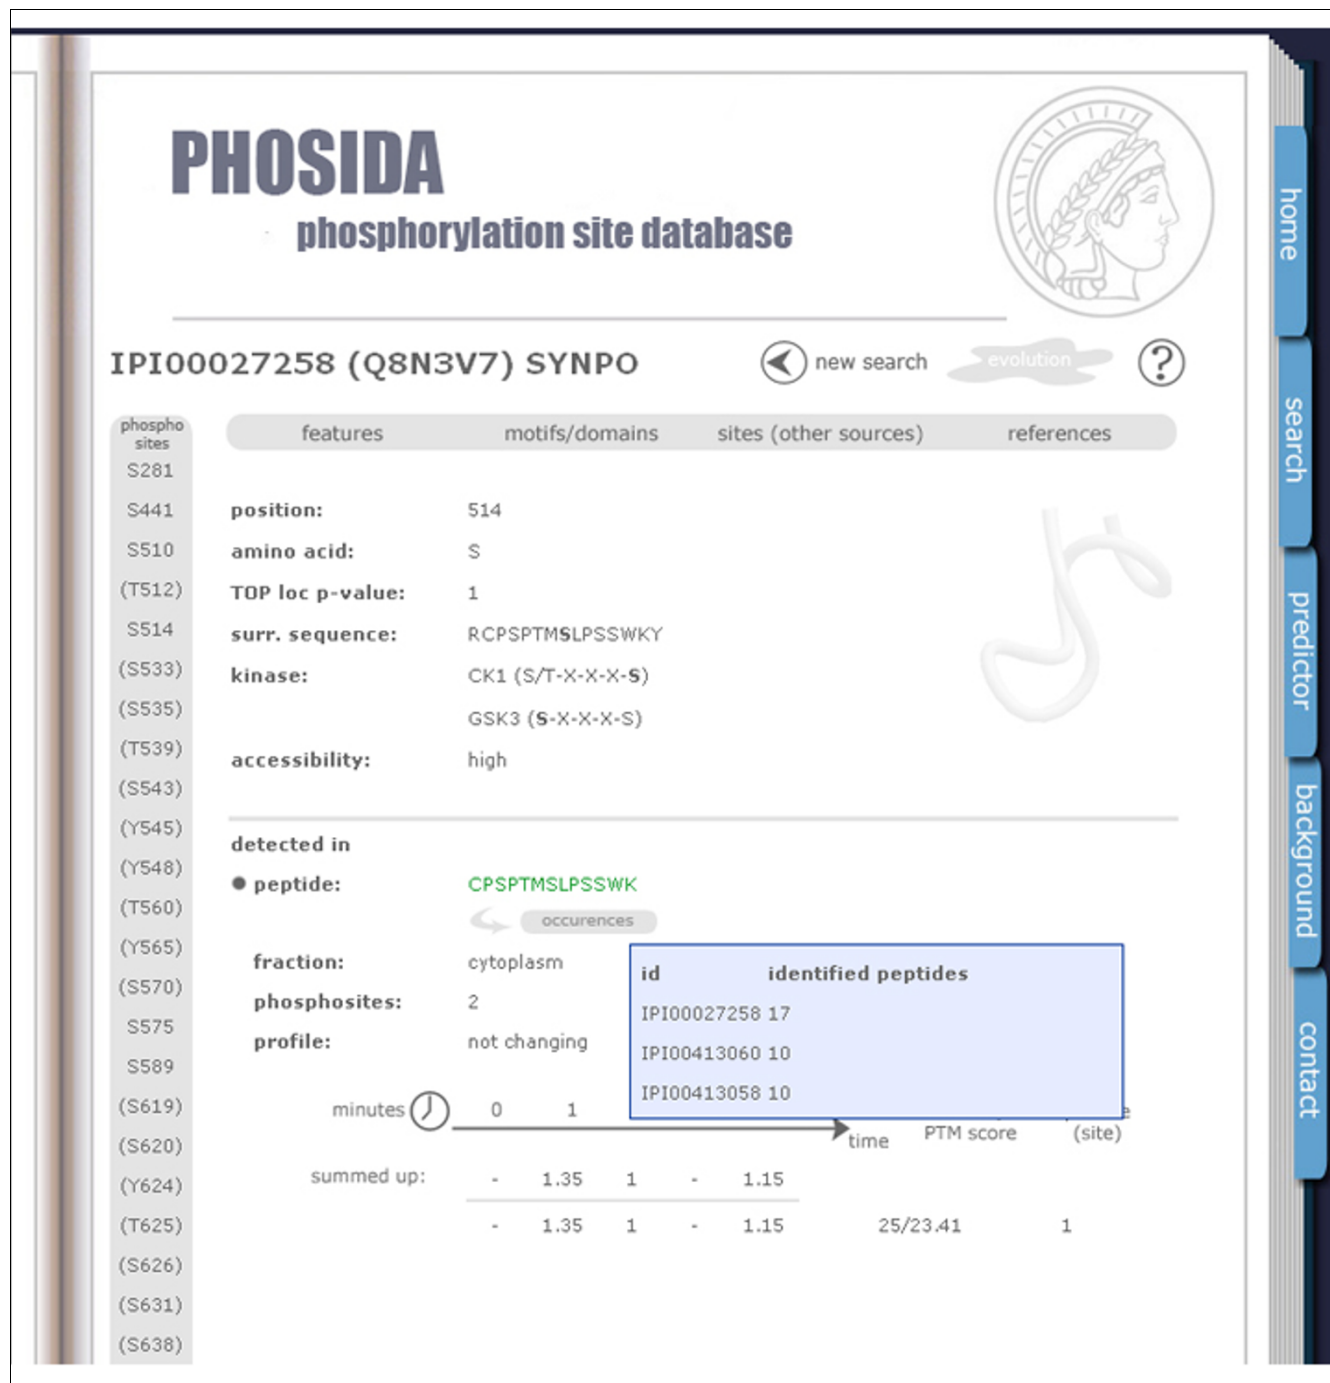 PHOSIDA
phosphorylation site database
IPI00027258 (Q8N3V7) SYNPO
new search
evolution
?
phospho
sites
features motifs/domains sites (other sources) references
S281
S441
S510
(T512)
S514
(S533)
(S535)
(T539)
(S543)
(Y545)
(Y548)
(T560)
(Y565)
(S570)
S575
S589
(S619)
(S620)
(Y624)
(T625)
(S626)
(S631)
(S638)
position: 514
amino acid: S
TOP loc p-value: 1
surr. sequence: RCPSPTMSLPSSWKY
kinase: CK1 (S/T-X-X-X-S)
GSK3 (S-X-X-X-S)
accessibility: high
detected in
peptide: CPSPTMSLPSSWK
occurences
fraction: cytoplasm
phosphosites: 2
profile: not changing
id identified peptides
IPI00027258 17
IPI00413060 10
IPI00413058 10
minutes 0 1
time PTM score (site)
summed up: - 1.35 1 - 1.15
- 1.35 1 - 1.15 25/23.41 1
home
search
predictor
background
contact